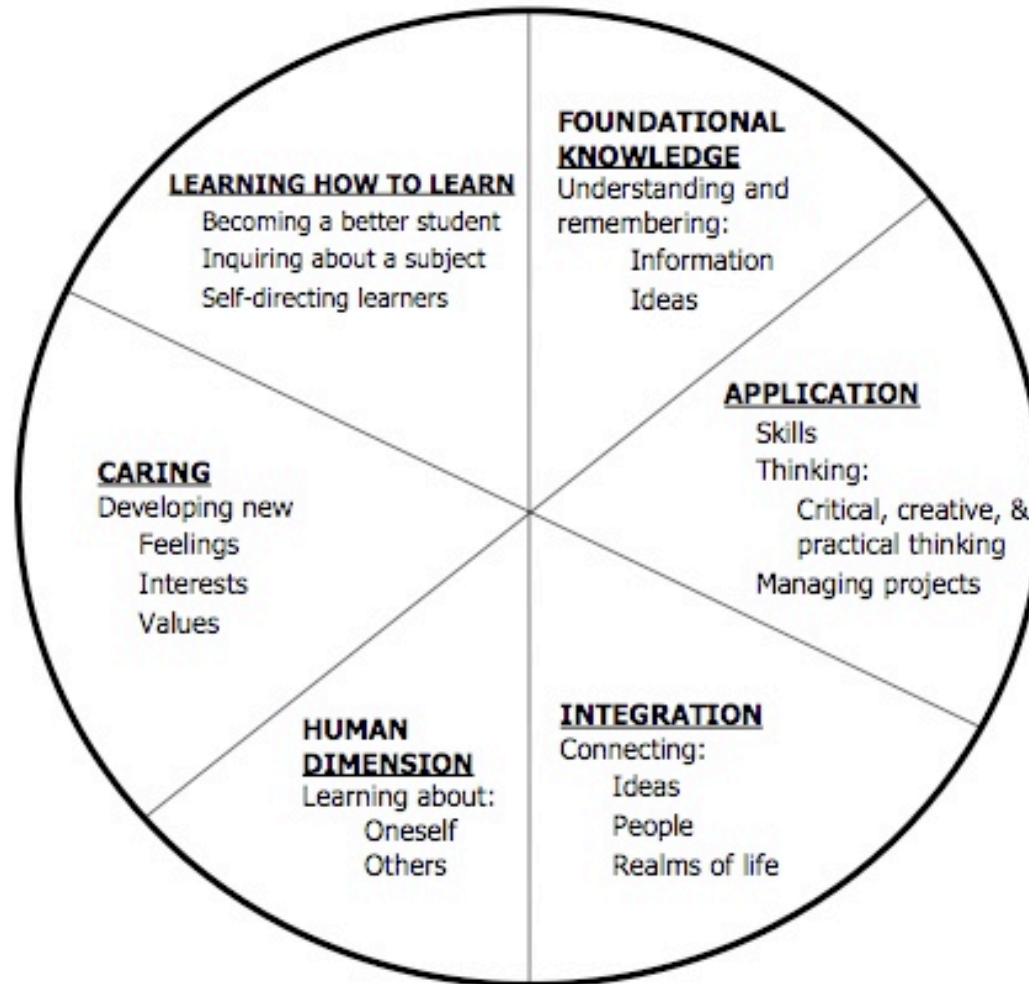 FOUNDATIONAL
KNOWLEDGE
Understanding and
remembering:
Information
Ideas
APPLICATION
Skills
Thinking:
Critical, creative, &
practical thinking
Managing projects
INTEGRATION
Connecting:
Ideas
People
Realms of life
HUMAN
DIMENSION
Learning about:
Oneself
Others
CARING
Developing new
Feelings
Interests
Values
LEARNING HOW TO LEARN
Becoming a better student
Inquiring about a subject
Self-directing learners